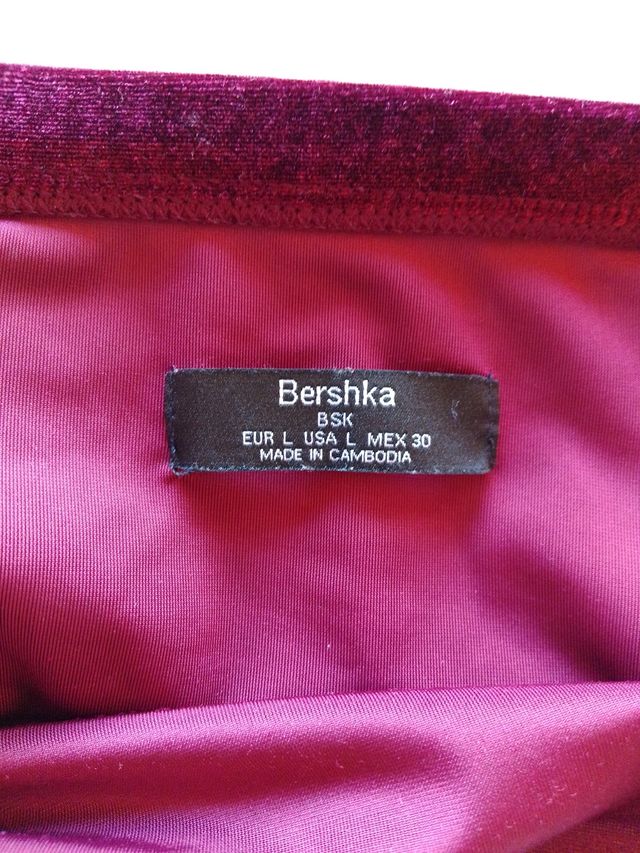 Bershka
BSK
EUR L USA L MEX 30
MADE IN CAMBODIA